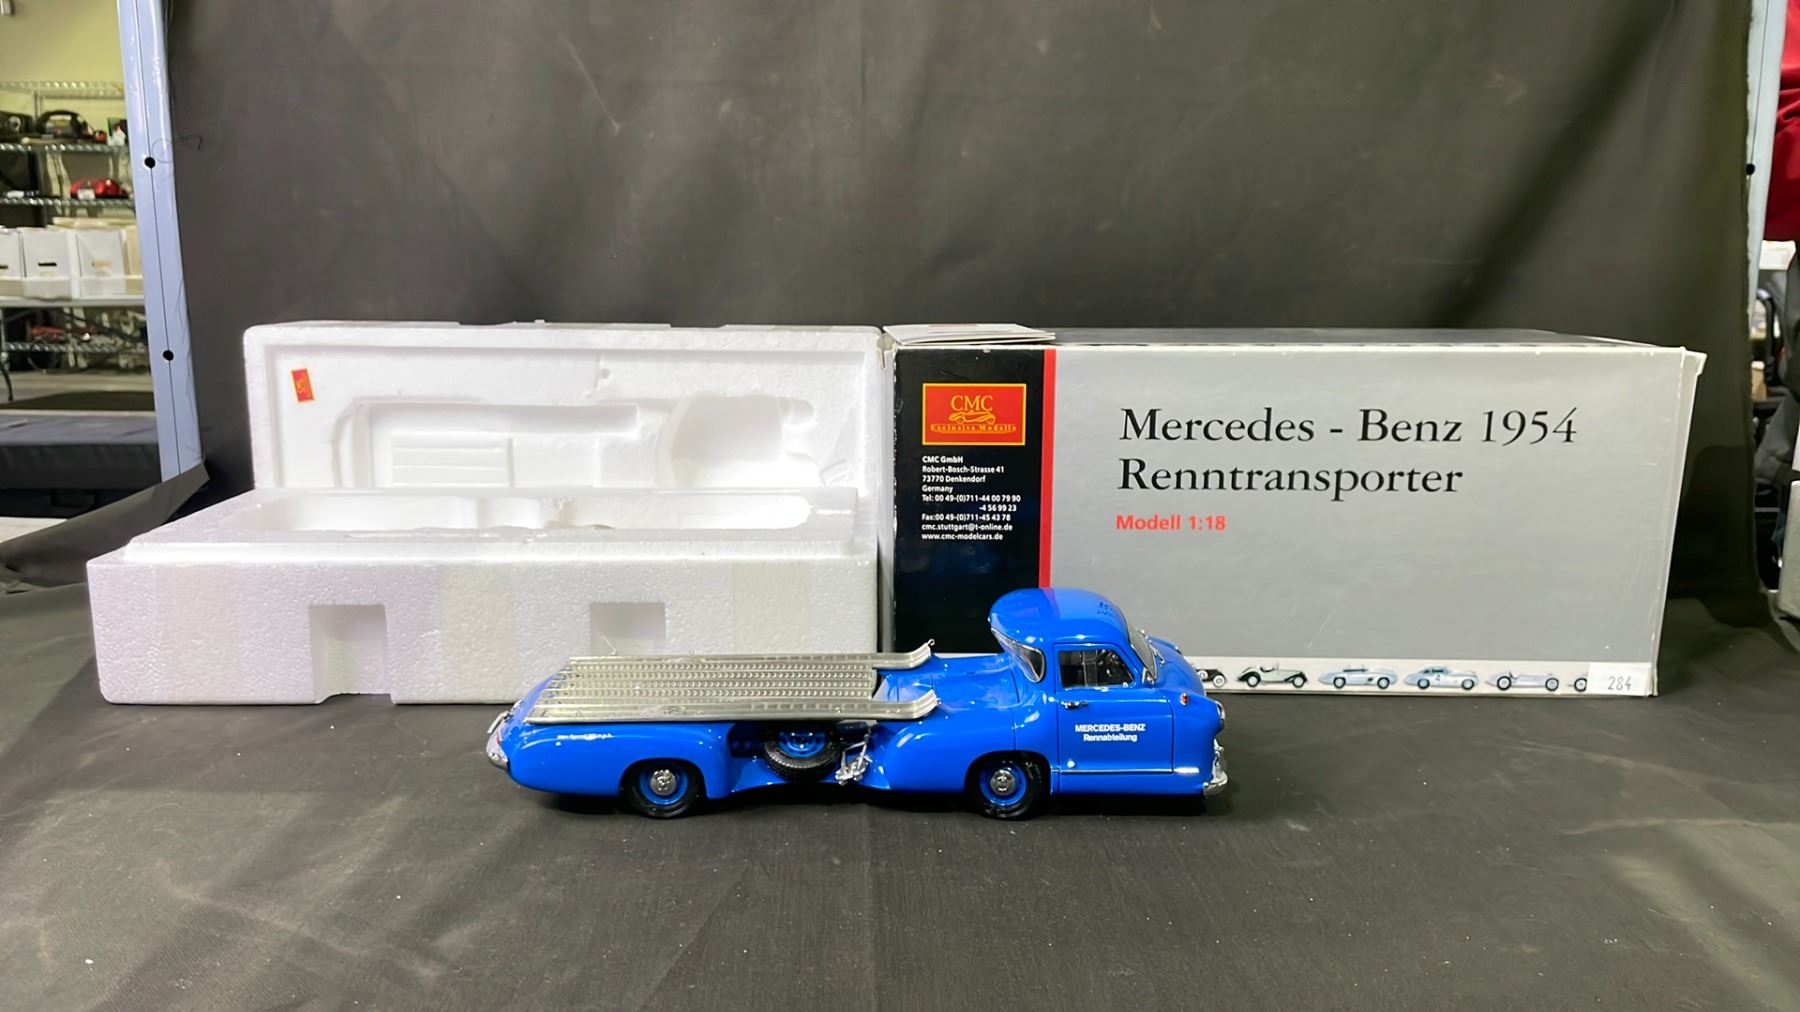 CMC
Exclusive Modelle
CMC GmbH
Robert-Bosch-Strasse 41
73770 Denkendorf
Germany
Tel: 00 49-(0)711-44 00 79 90
-4 56 99 23
Fax:00 49-(0)711-45 43 78
cmc.stuttgart@t-online.de
www.cmc-modelcars.de
Mercedes - Benz 1954
Renntransporter
Modell 1:18
284
MERCEDES-BENZ
Rennabteilung